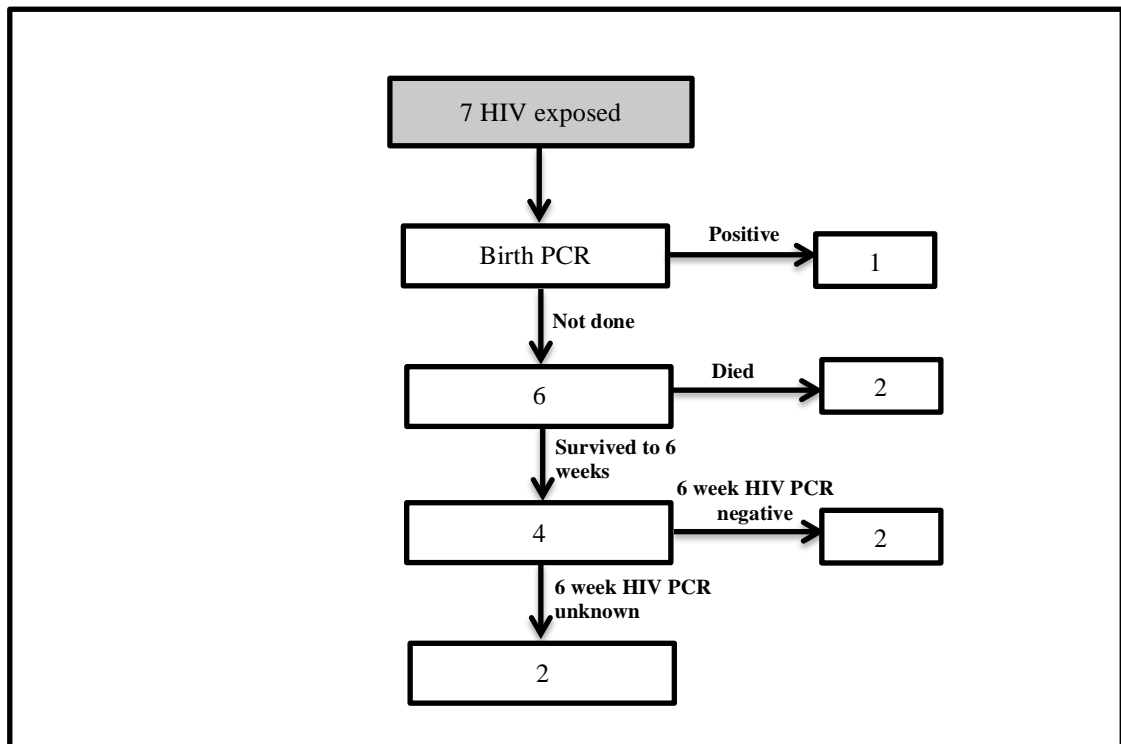 7 HIV exposed
Birth PCR
Positive
1
Not done
6
Died
2
Survived to 6
weeks
4
6 week HIV PCR
negative
2
6 week HIV PCR
unknown
2